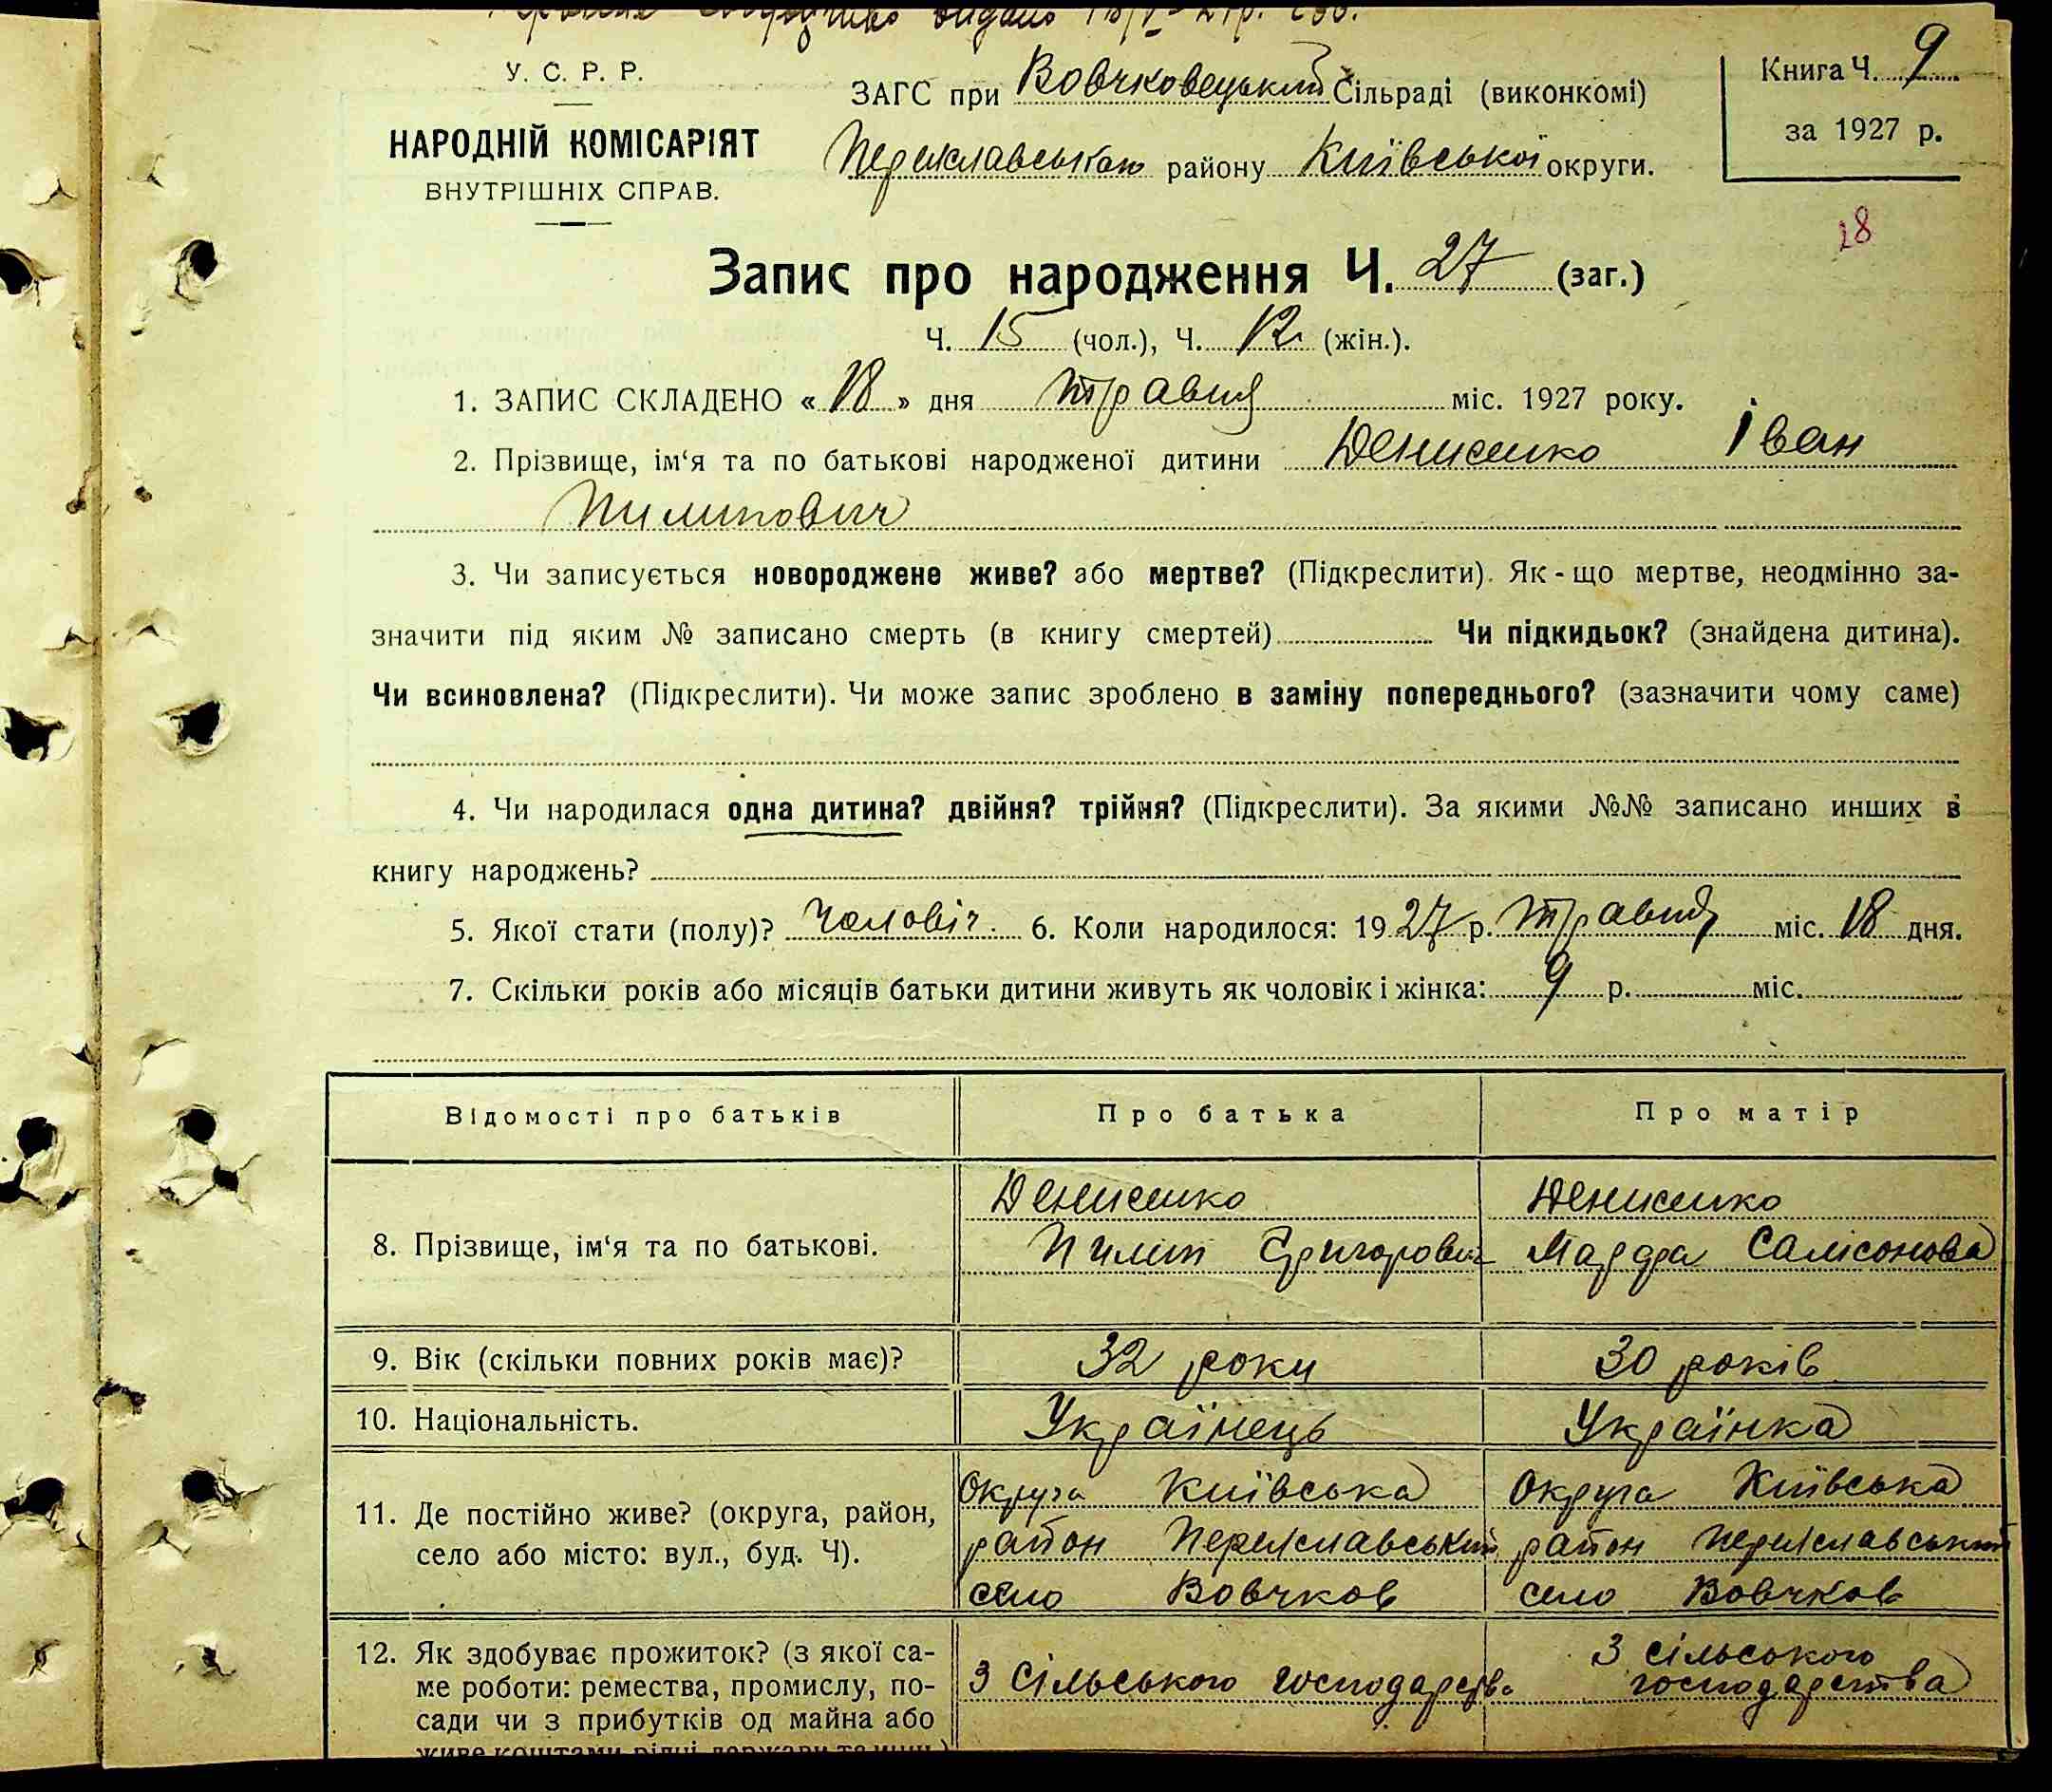 видано
У. С. Р. Р.
НАРОДНІЙ КОМІСАРІЯТ
ВНУТРІШНІХ СПРАВ.
ЗАГС при Вовчковецький Сільраді (виконкомі)
району Київської округи.
Книга Ч. 9
за 1927 р.
18
Запис про народження Ч. 27 (заг.)
Ч. 15 (чол.), Ч. 12 (жін.).
1. ЗАПИС СКЛАДЕНО « 18 » дня травня міс. 1927 року.
2. Прізвище, ім‘я та по батькові народженої дитини Денисенко Іван
Пилипович
3. Чи записується новороджене живе? або мертве? (Підкреслити). Як-що мертве, неодмінно за-
значити під яким № записано смерть (в книгу смертей) Чи підкидьок? (знайдена дитина).
Чи всиновлена? (Підкреслити). Чи може запис зроблено в заміну попереднього? (зазначити чому саме)
4. Чи народилася одна дитина? двійня? трійня? (Підкреслити). За якими №№ записано инших в
книгу народжень?
5. Якої стати (полу)? Чоловіч. 6. Коли народилося: 1927 р. травня міс. 18 дня.
7. Скільки років або місяців батьки дитини живуть як чоловік і жінка: 9 р. міс.
Відомості про батьків Про батька Про матір
8. Прізвище, ім‘я та по батькові.
Денисенко
Пилип Григорович
Денисенко
Самсонова
9. Вік (скільки повних років має)? 32 роки 30 років
10. Національність. Українець Українка
11. Де постійно живе? (округа, район,
село або місто: вул., буд. Ч).
Округа Київська
район Переяславський
село Вовчков
Округа Київська
район Переяславський
село Вовчков
12. Як здобуває прожиток? (з якої са-
ме роботи: ремества, промислу, по-
сади чи з прибутків од майна або
живе коштами рідні держави та инш.)
З сільського господарства
З сільського
господарства